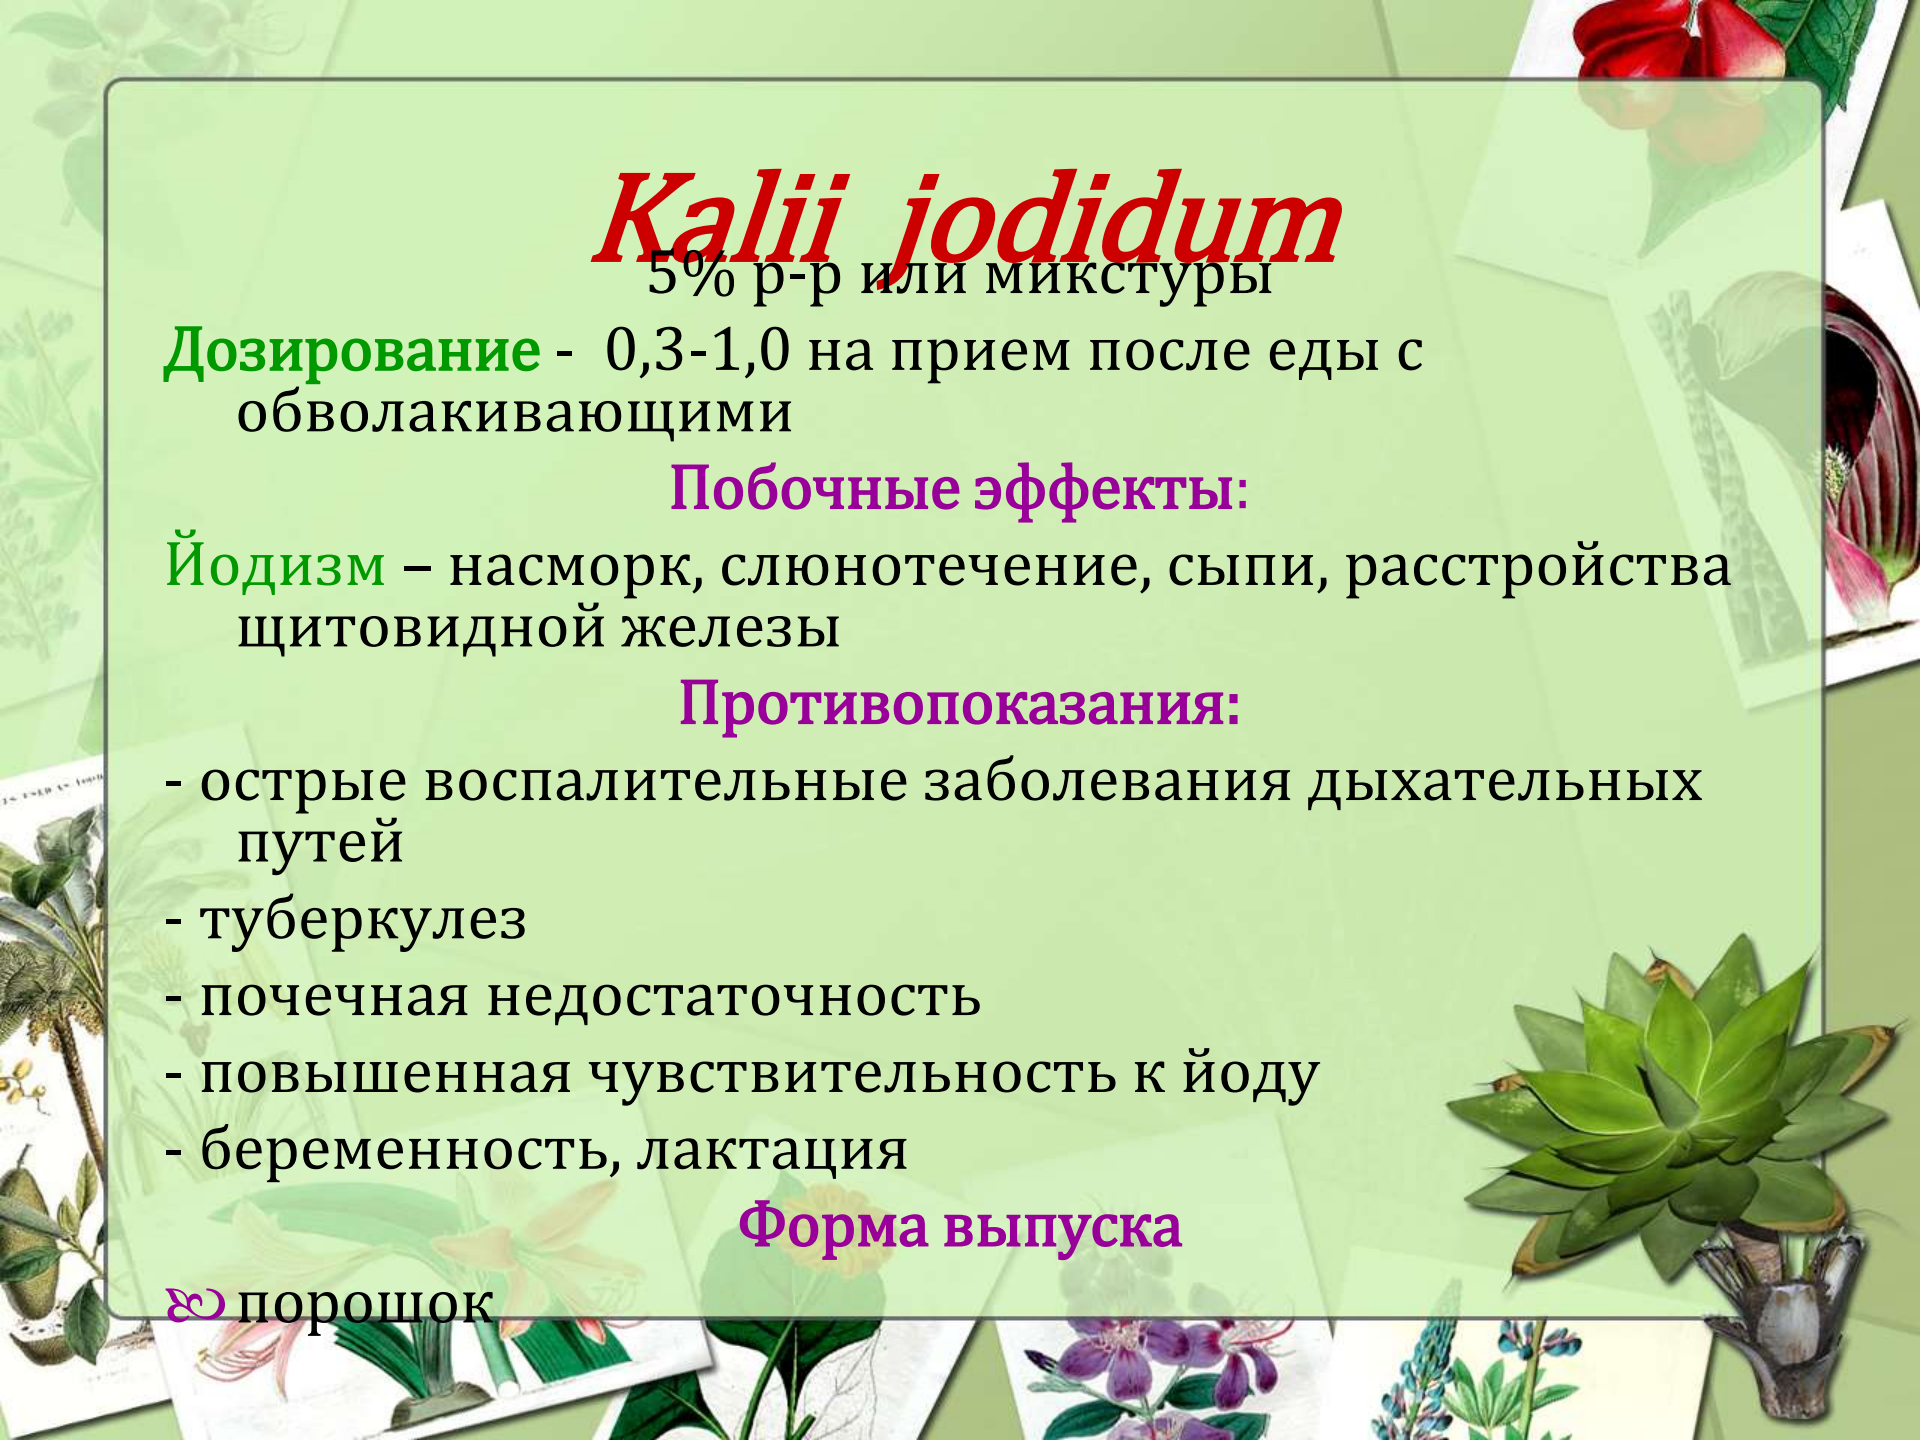 Kalii jodidum
5% р-р или микстуры
Дозирование - 0,3-1,0 на прием после еды с
обволакивающими
Побочные эффекты:
Йодизм – насморк, слюнотечение, сыпи, расстройства
щитовидной железы
Противопоказания:
- острые воспалительные заболевания дыхательных
путей
- туберкулез
- почечная недостаточность
- повышенная чувствительность к йоду
- беременность, лактация
Форма выпуска
порошок